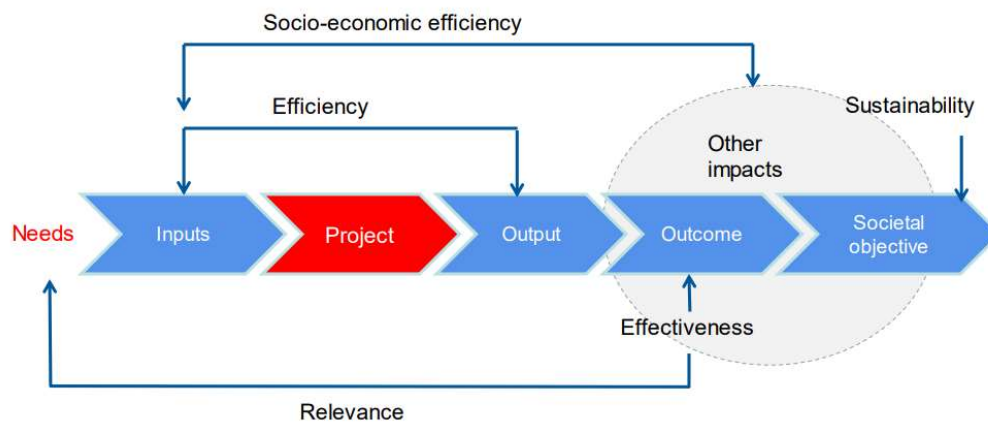 Socio-economic efficiency
Efficiency
Sustainability
Other
impacts
Needs
Inputs
Project
Output
Outcome
Societal
objective
Effectiveness
Relevance